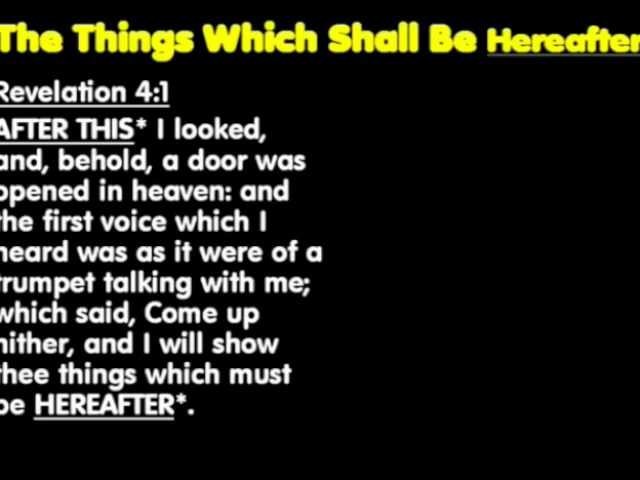 The Things Which Shall Be Hereafter
Revelation 4:1
AFTER THIS* I looked,
and, behold, a door was
opened in heaven: and
the first voice which I
heard was as it were of a
trumpet talking with me;
which said, Come up
hither, and I will show
thee things which must
be HEREAFTER*.